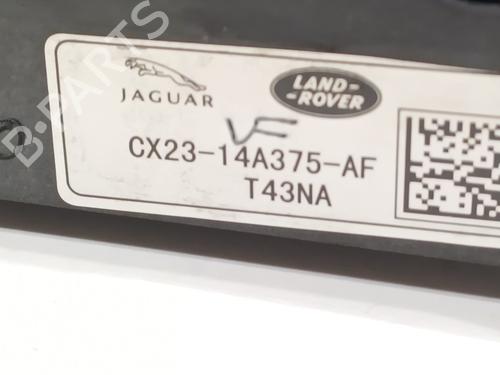 JAGUAR
LAND-
ROVER
VF
CX23-14A375-AF
T43NA
B-PARTS